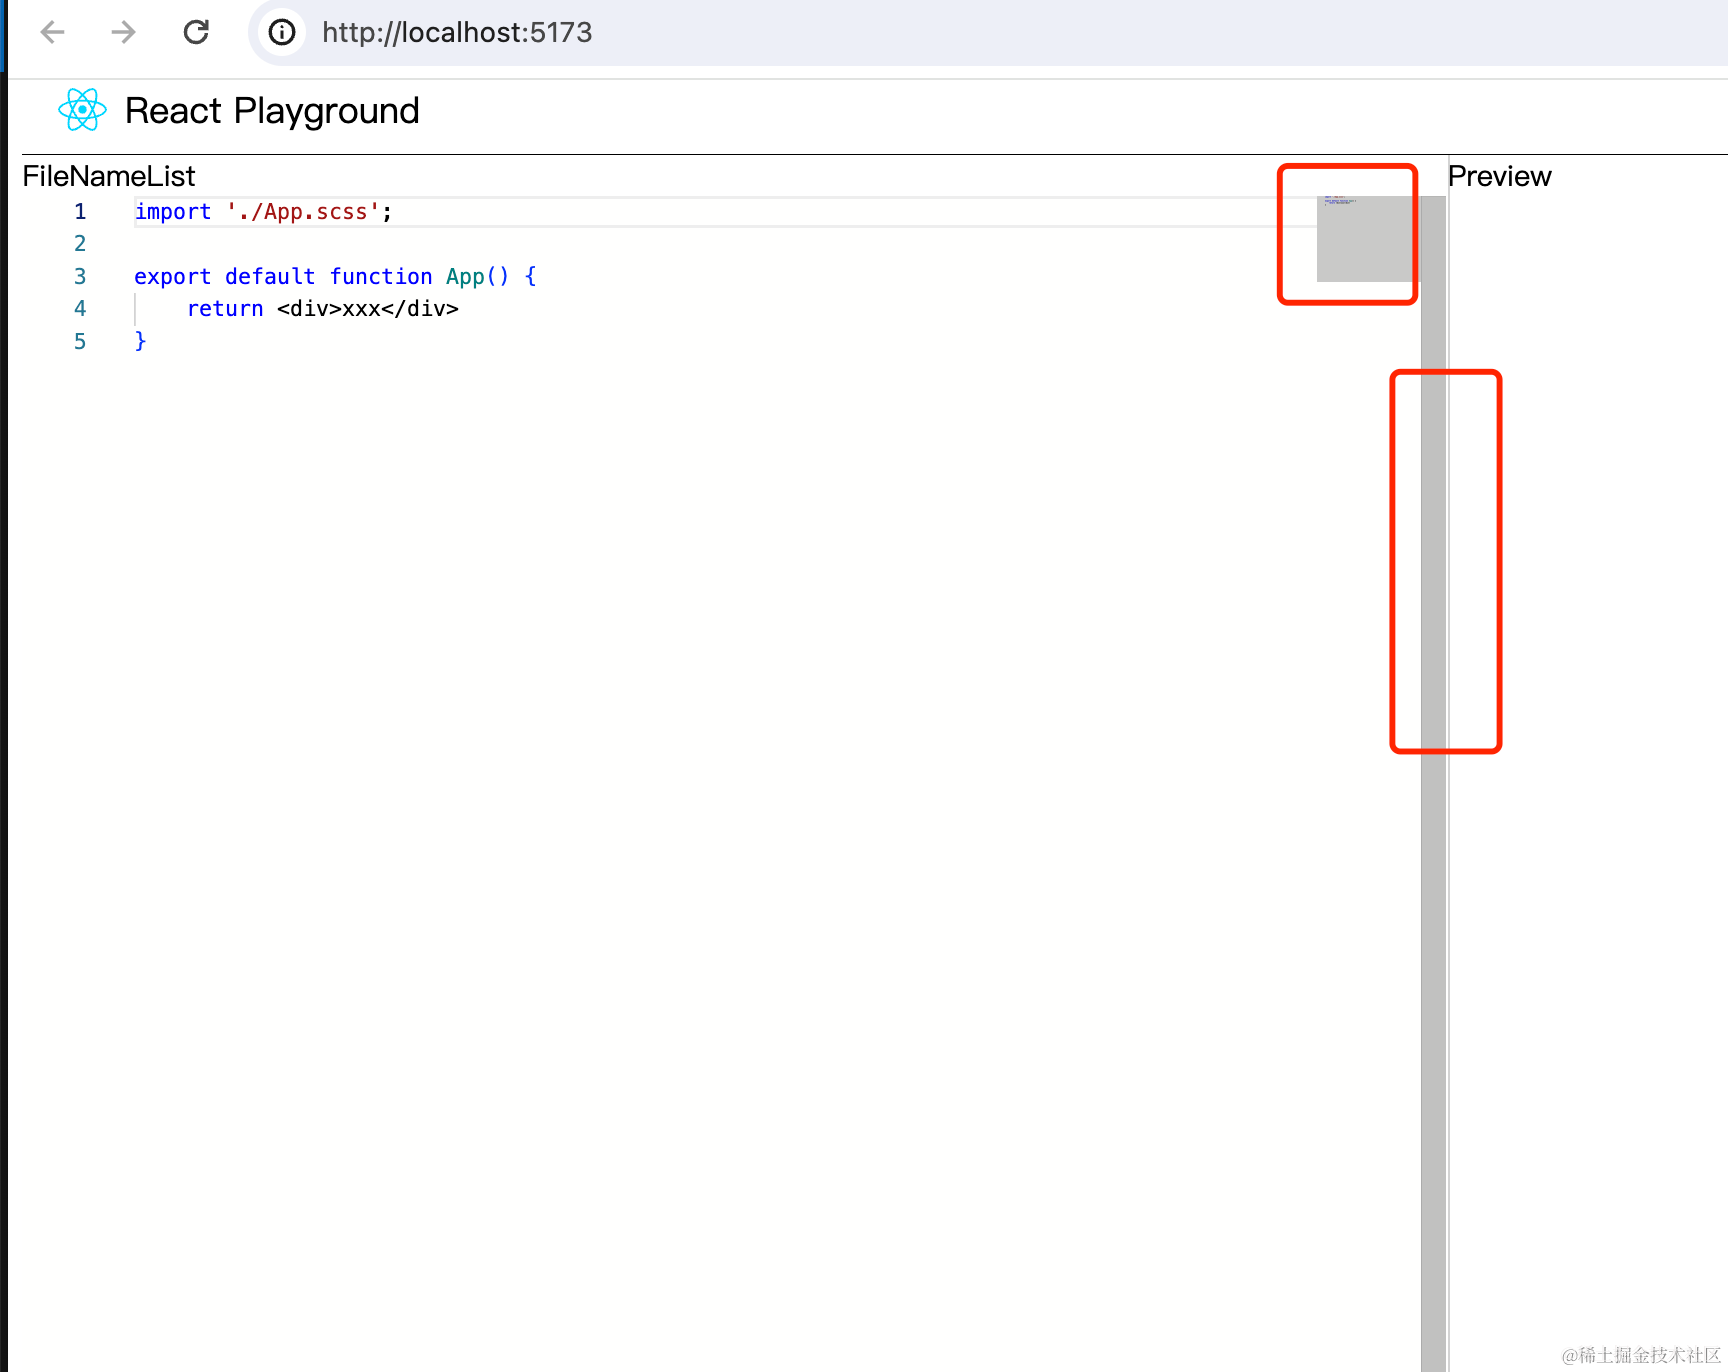 http://localhost:5173
React Playground
FileNameList
Preview
1 import './App.scss';
2
3 export default function App() {
4 return <div>xxx</div>
5 }
@稀土掘金技术社区